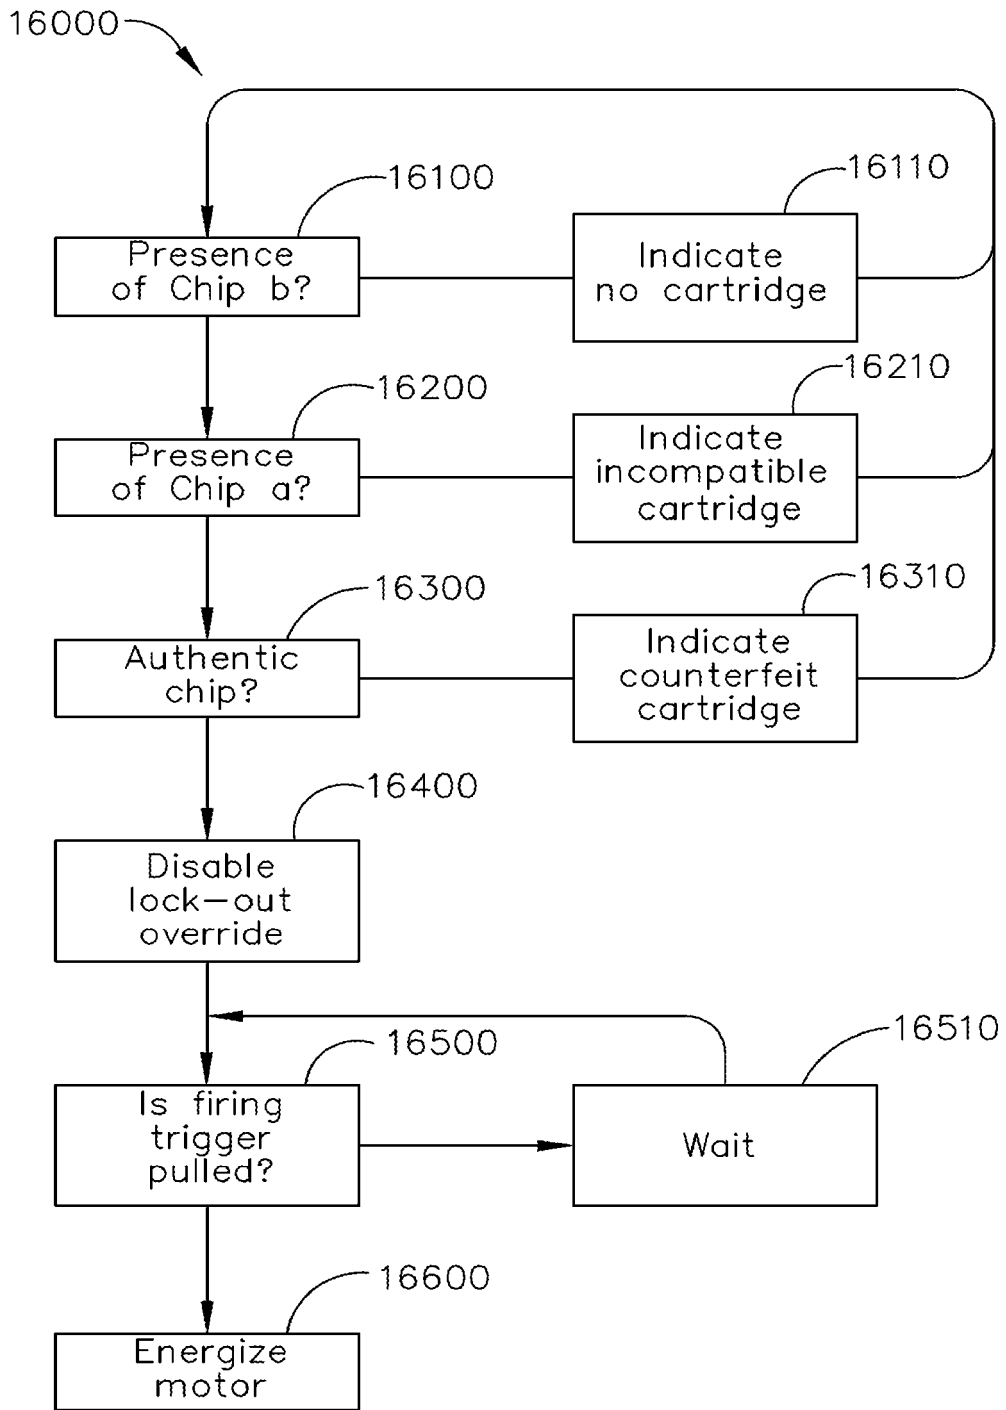 16000
16100
Presence
of Chip b?
16110
Indicate
no cartridge
16200
Presence
of Chip a?
16210
Indicate
incompatible
cartridge
16300
Authentic
chip?
16310
Indicate
counterfeit
cartridge
16400
Disable
lock-out
override
16500
Is firing
trigger
pulled?
16510
Wait
16600
Energize
motor